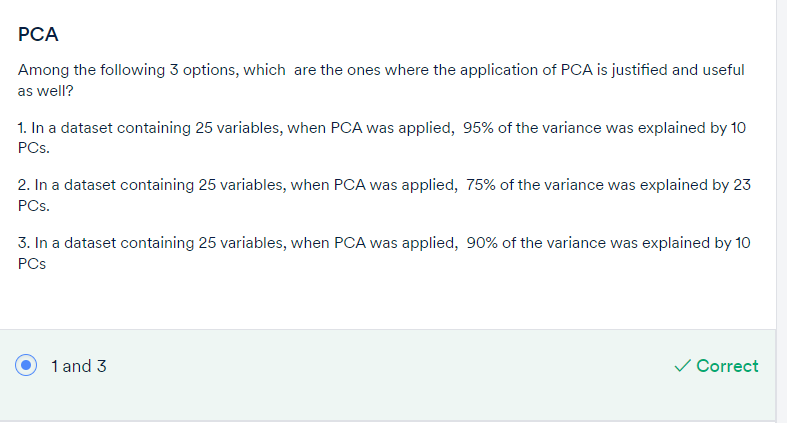 PCA
Among the following 3 options, which  are the ones where the application of PCA is justified and useful
as well?
1. In a dataset containing 25 variables, when PCA was applied,  95% of the variance was explained by 10
PCs.
2. In a dataset containing 25 variables, when PCA was applied,  75% of the variance was explained by 23
PCs.
3. In a dataset containing 25 variables, when PCA was applied,  90% of the variance was explained by 10
PCs
1 and 3
Correct